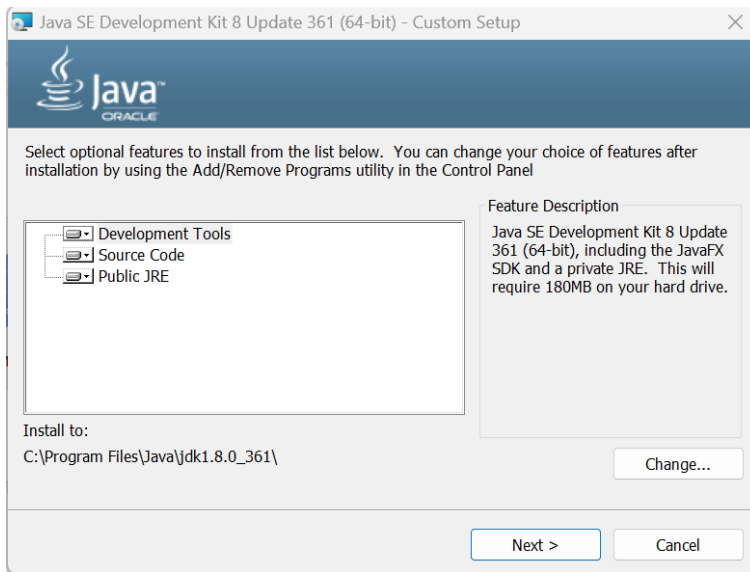 Java SE Development Kit 8 Update 361 (64-bit) - Custom Setup
Java™
ORACLE
Select optional features to install from the list below.  You can change your choice of features after
installation by using the Add/Remove Programs utility in the Control Panel
Development Tools
Source Code
Public JRE
Feature Description
Java SE Development Kit 8 Update
361 (64-bit), including the JavaFX
SDK and a private JRE.  This will
require 180MB on your hard drive.
Install to:
C:\Program Files\Java\jdk1.8.0_361\
Change...
Next >
Cancel